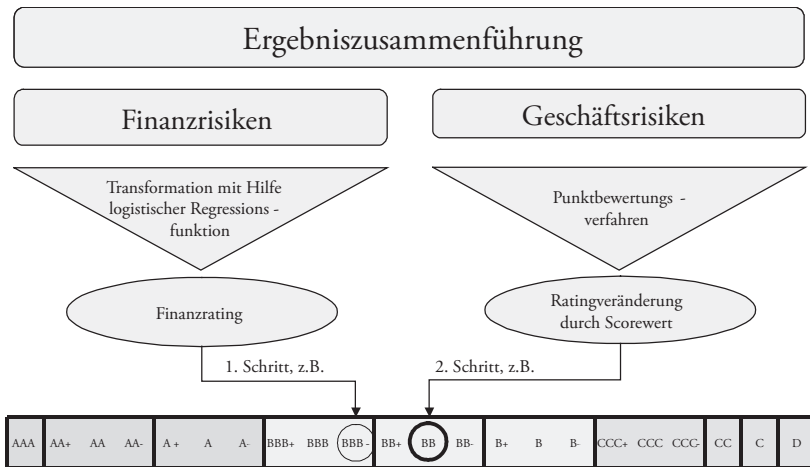 Ergebniszusammenführung
Finanzrisiken
Geschäftsrisiken
Transformation mit Hilfe
logistischer Regressions -
funktion
Punktbewertungs -
verfahren
Finanzrating
Ratingveränderung
durch Scorewert
1. Schritt, z.B.
2. Schritt, z.B.
AAA AA+ AA AA- A + A A- BBB+ BBB BBB - BB+ BB BB- B+ B B- CCC+ CCC CCC- CC C D